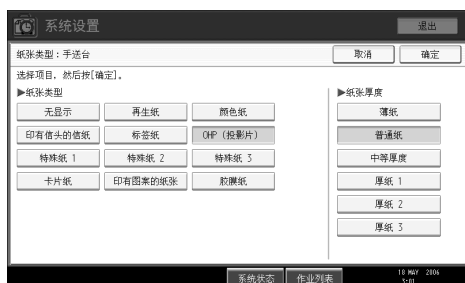 系统设置
退出
纸张类型：手送台
取消
确定
选择项目，然后按[确定]。
▶纸张类型
▶纸张厚度
无显示
再生纸
颜色纸
薄纸
印有信头的信纸
标签纸
OHP (投影片)
普通纸
特殊纸 1
特殊纸 2
特殊纸 3
中等厚度
卡片纸
印有图案的纸张
胶膜纸
厚纸 1
厚纸 2
厚纸 3
系统状态
作业列表
18 MAY 2006